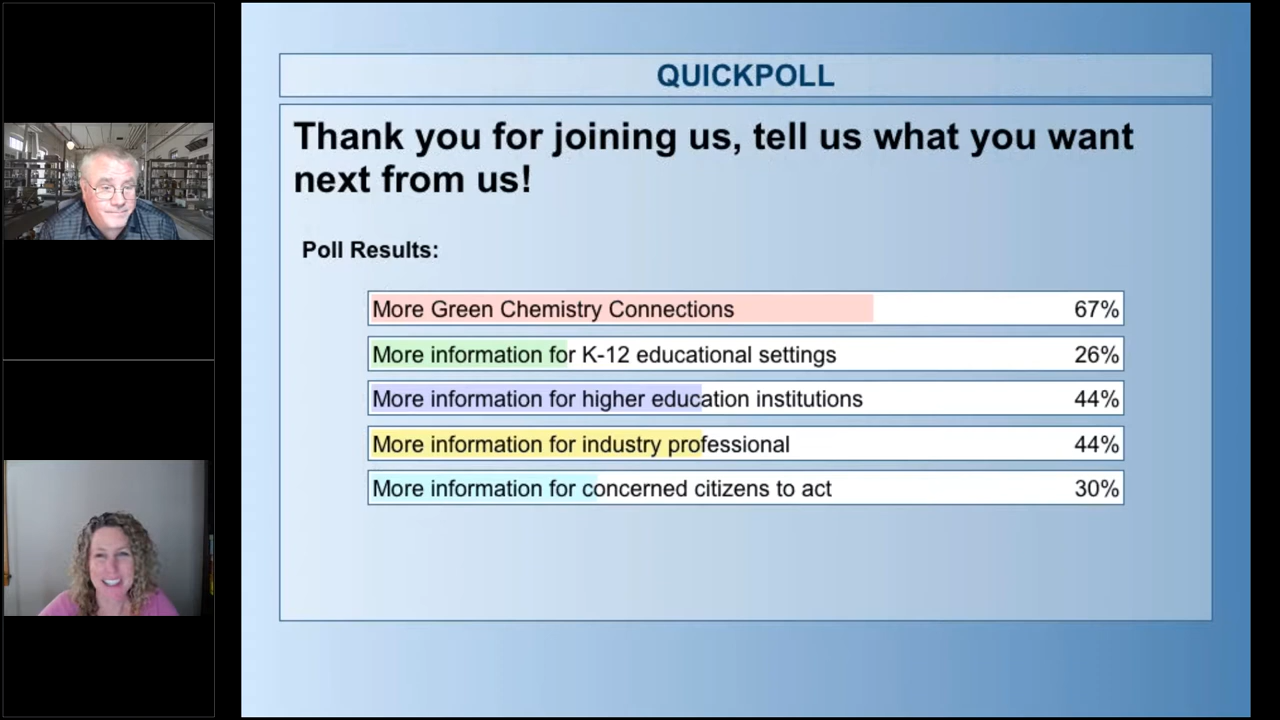 QUICKPOLL
Thank you for joining us, tell us what you want
next from us!
Poll Results:
More Green Chemistry Connections 67%
More information for K-12 educational settings 26%
More information for higher education institutions 44%
More information for industry professional 44%
More information for concerned citizens to act 30%